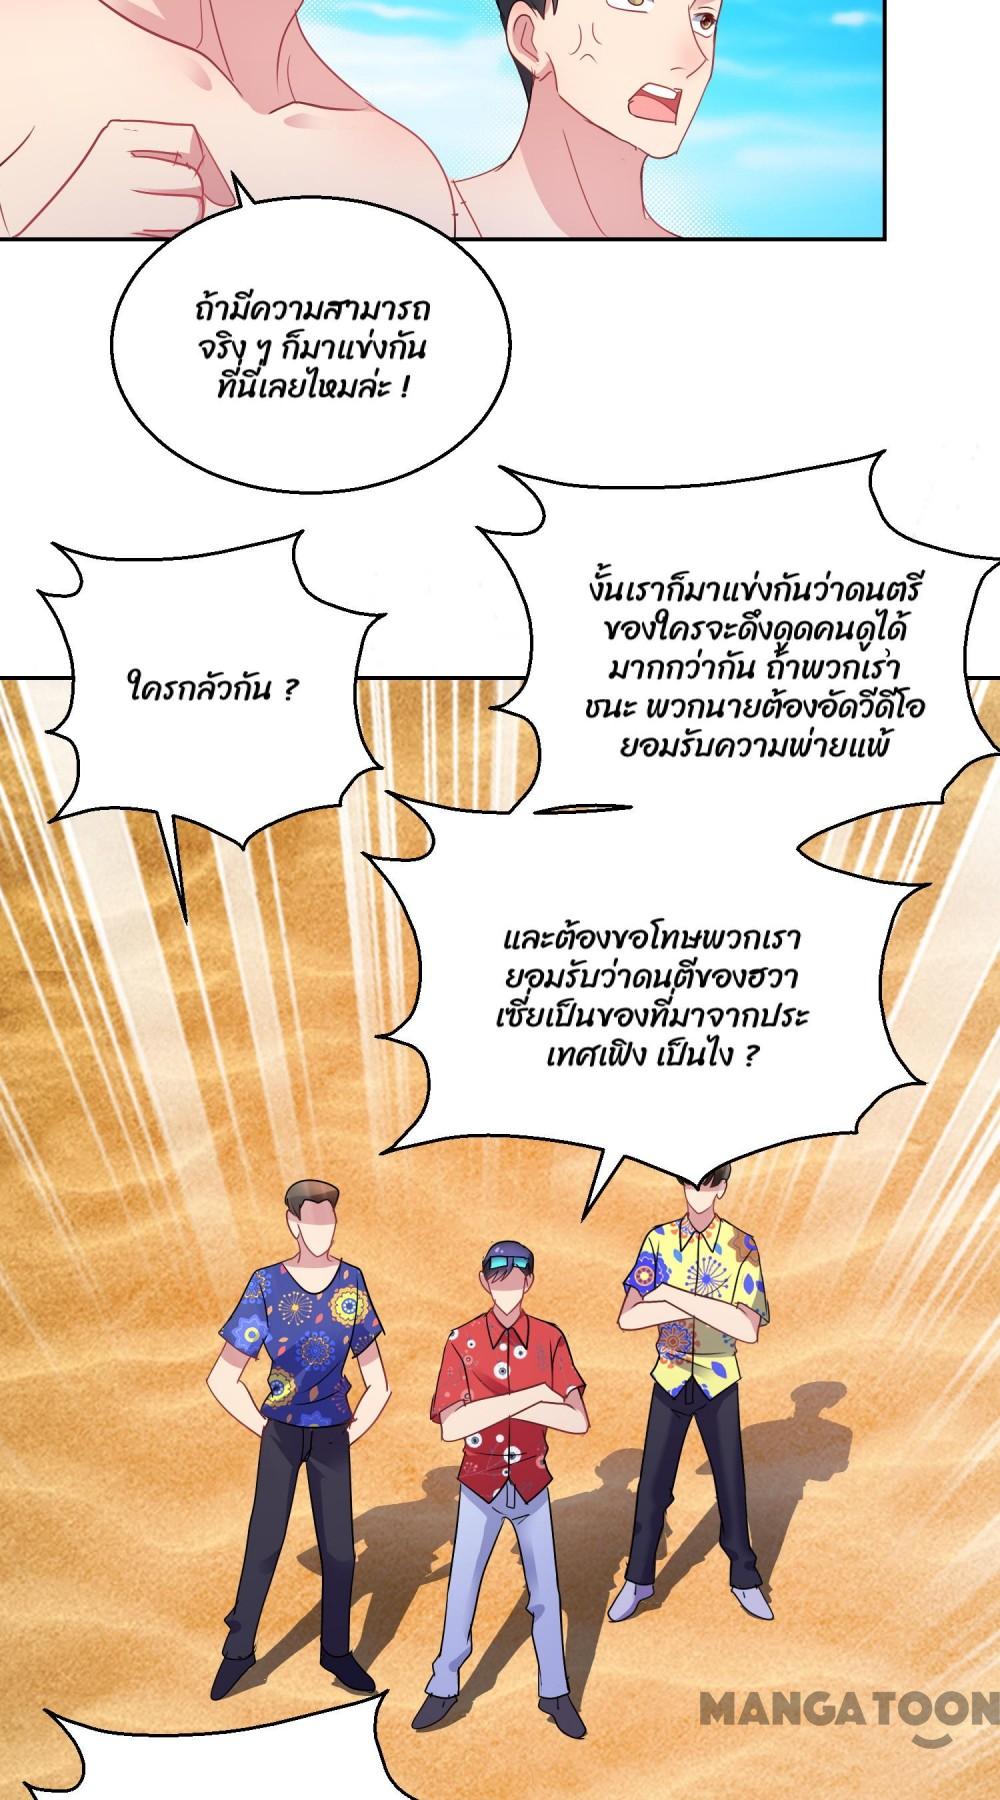 ถ้ามีความสามารถ
จริง ๆ ก็มาแข่งกัน
ที่นี่เลยไหมล่ะ !
ใครกลัวกัน ?
งั้นเราก็มาแข่งกันว่าดนตรี
ของใครจะดึงดูดคนดูได้
มากกว่ากัน ถ้าพวกเรา
ชนะ พวกนายต้องอัดวีดีโอ
ยอมรับความพ่ายแพ้
และต้องขอโทษพวกเรา
ยอมรับว่าดนตีของฮวา
เซี่ยเป็นของที่มาจากประ
เทศเฟิง เป็นไง ?
MANGATOON